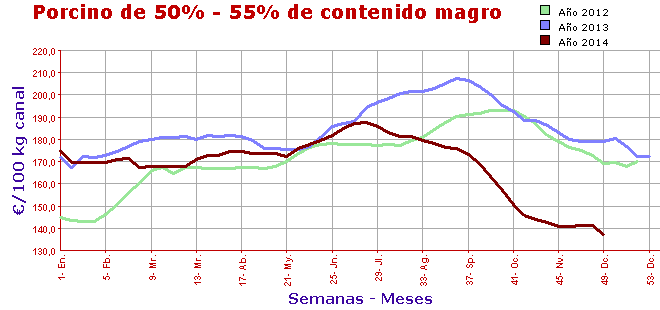 Porcino de 50% - 55% de contenido magro
Año 2012
Año 2013
Año 2014
€/100 kg canal
220,0
210,0
200,0
190,0
180,0
170,0
160,0
150,0
140,0
130,0
1- En.
5- Fb.
9- Mr.
13- Mr.
17- Ab.
21- My.
25- Jn.
29- Jl.
33- Ag.
37- Sp.
41- Oc.
45- Nv.
49- Dc.
53- Dc.
Semanas - Meses